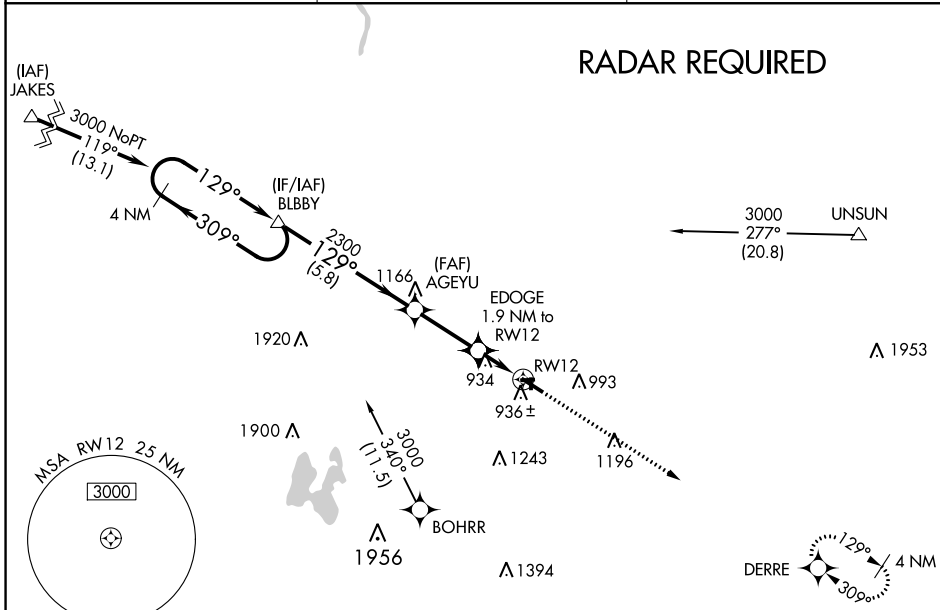 RADAR REQUIRED
(IAF)
JAKES
3000 NoPT
119°
(13.1)
4 NM
129°
309°
(IF/IAF)
BLBBY
2300
129°
(5.8)
1166
(FAF)
AGEYU
EDOGE
1.9 NM to
RW12
3000
277°
(20.8)
UNSUN
1920
934
RW12
993
936 ±
1953
1900
3000
340°
(11.5)
1243
1196
MSA RW12 25 NM
3000
BOHRR
1956
1394
DERRE
129°
309°
4 NM